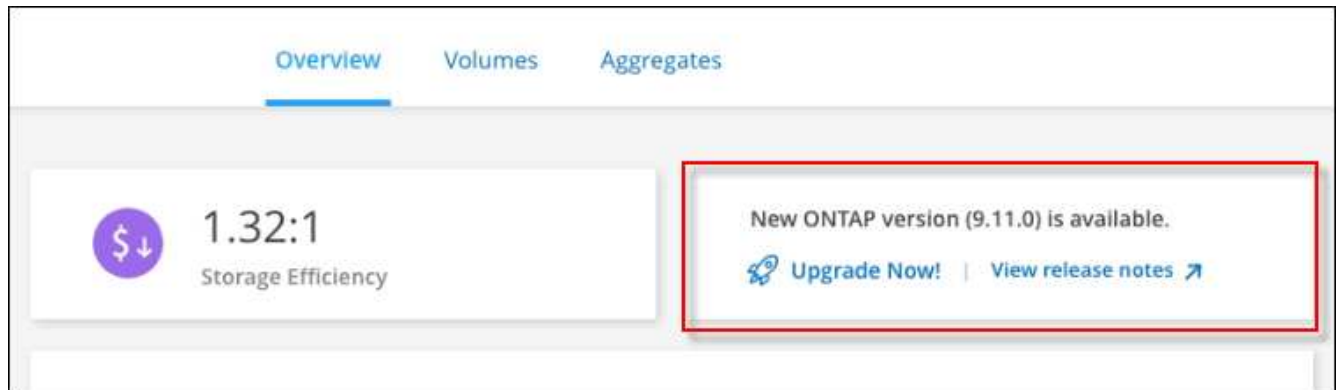 Overview Volumes Aggregates
$
1.32:1
Storage Efficiency
New ONTAP version (9.11.0) is available.
Upgrade Now! | View release notes